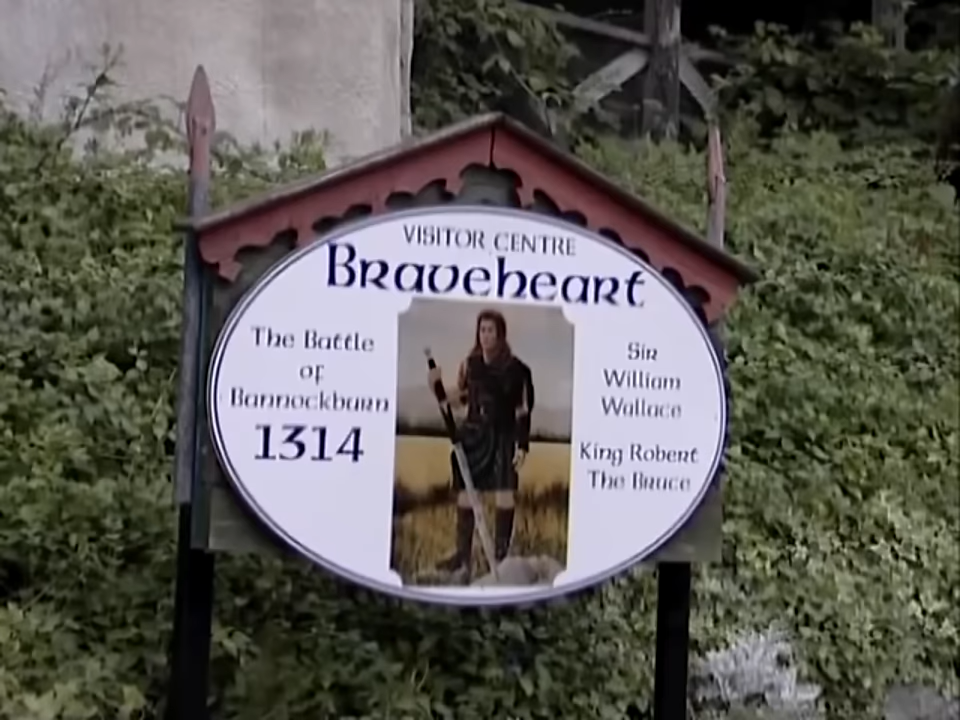 VISITOR CENTRE
Braveheart
The Battle
of
Bannockburn
1314
Sir
William
Wallace
King Robert
The Bruce